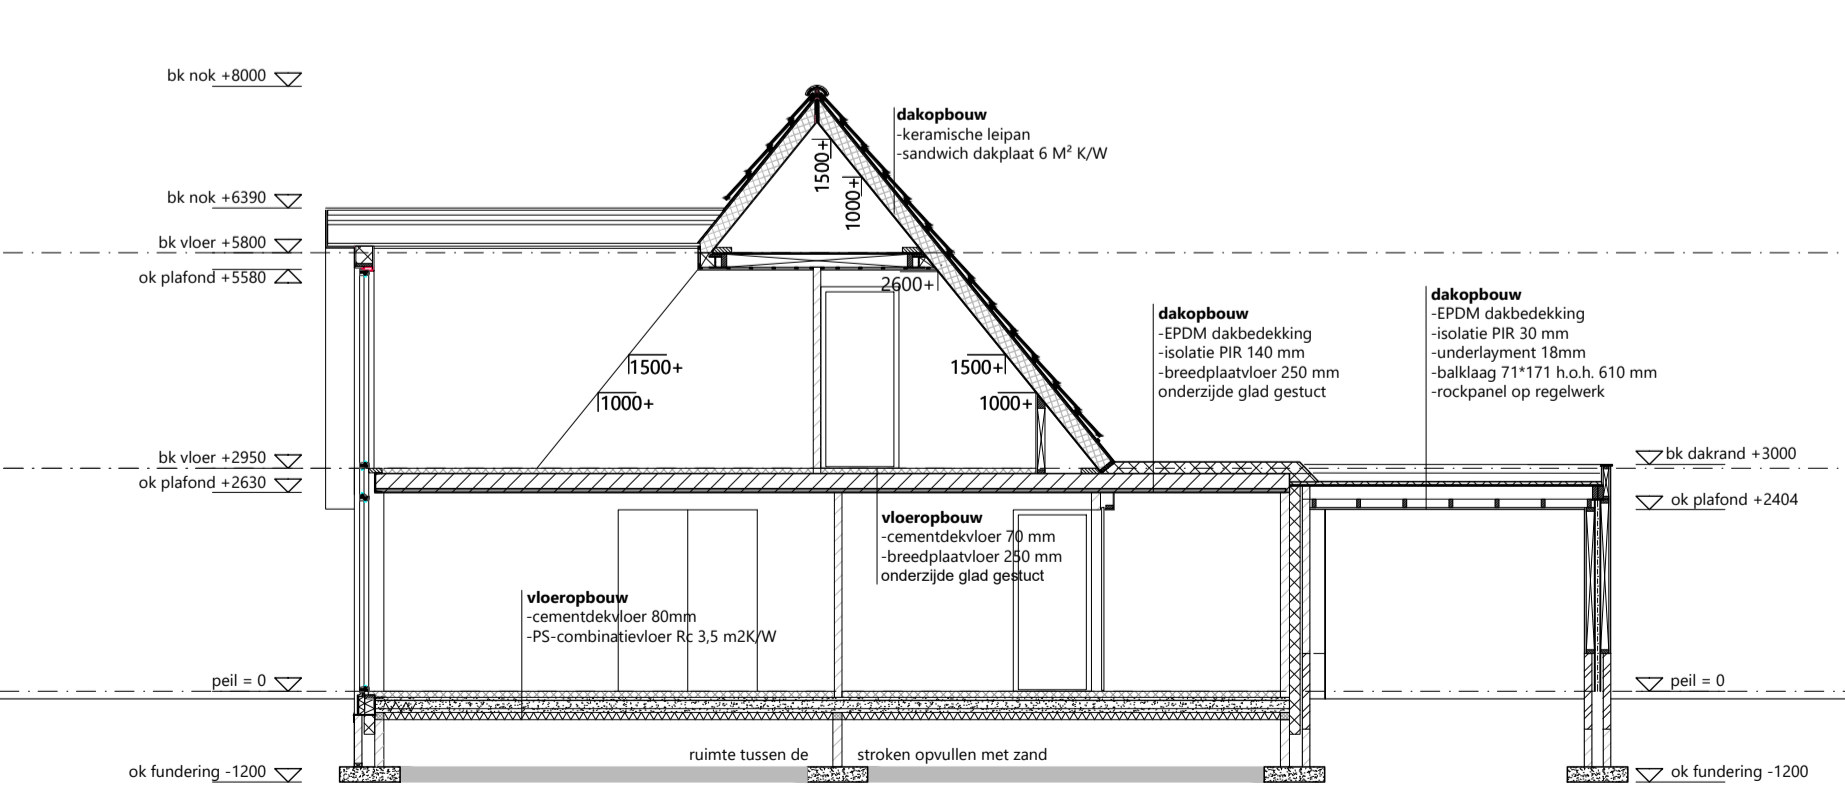 bk nok +8000
dakopbouw
-keramische leipan
-sandwich dakplaat 6 M² K/W
1500+
1000+
bk nok +6390
bk vloer +5800
ok plafond +5580
2600+
dakopbouw
-EPDM dakbedekking
-isolatie PIR 140 mm
-breedplaatvloer 250 mm
onderzijde glad gestuct
dakopbouw
-EPDM dakbedekking
-isolatie PIR 30 mm
-underlayment 18mm
-balklaag 71*171 h.o.h. 610 mm
-rockpanel op regelwerk
1500+
1500+
1000+
1000+
bk vloer +2950
bk dakrand +3000
ok plafond +2630
ok plafond +2404
vloeropbouw
-cementdekvloer 70 mm
-breedplaatvloer 250 mm
onderzijde glad gestuct
vloeropbouw
-cementdekvloer 80mm
-PS-combinatievloer Rc 3,5 m2K/W
peil = 0
peil = 0
ruimte tussen de stroken opvullen met zand
ok fundering -1200
ok fundering -1200